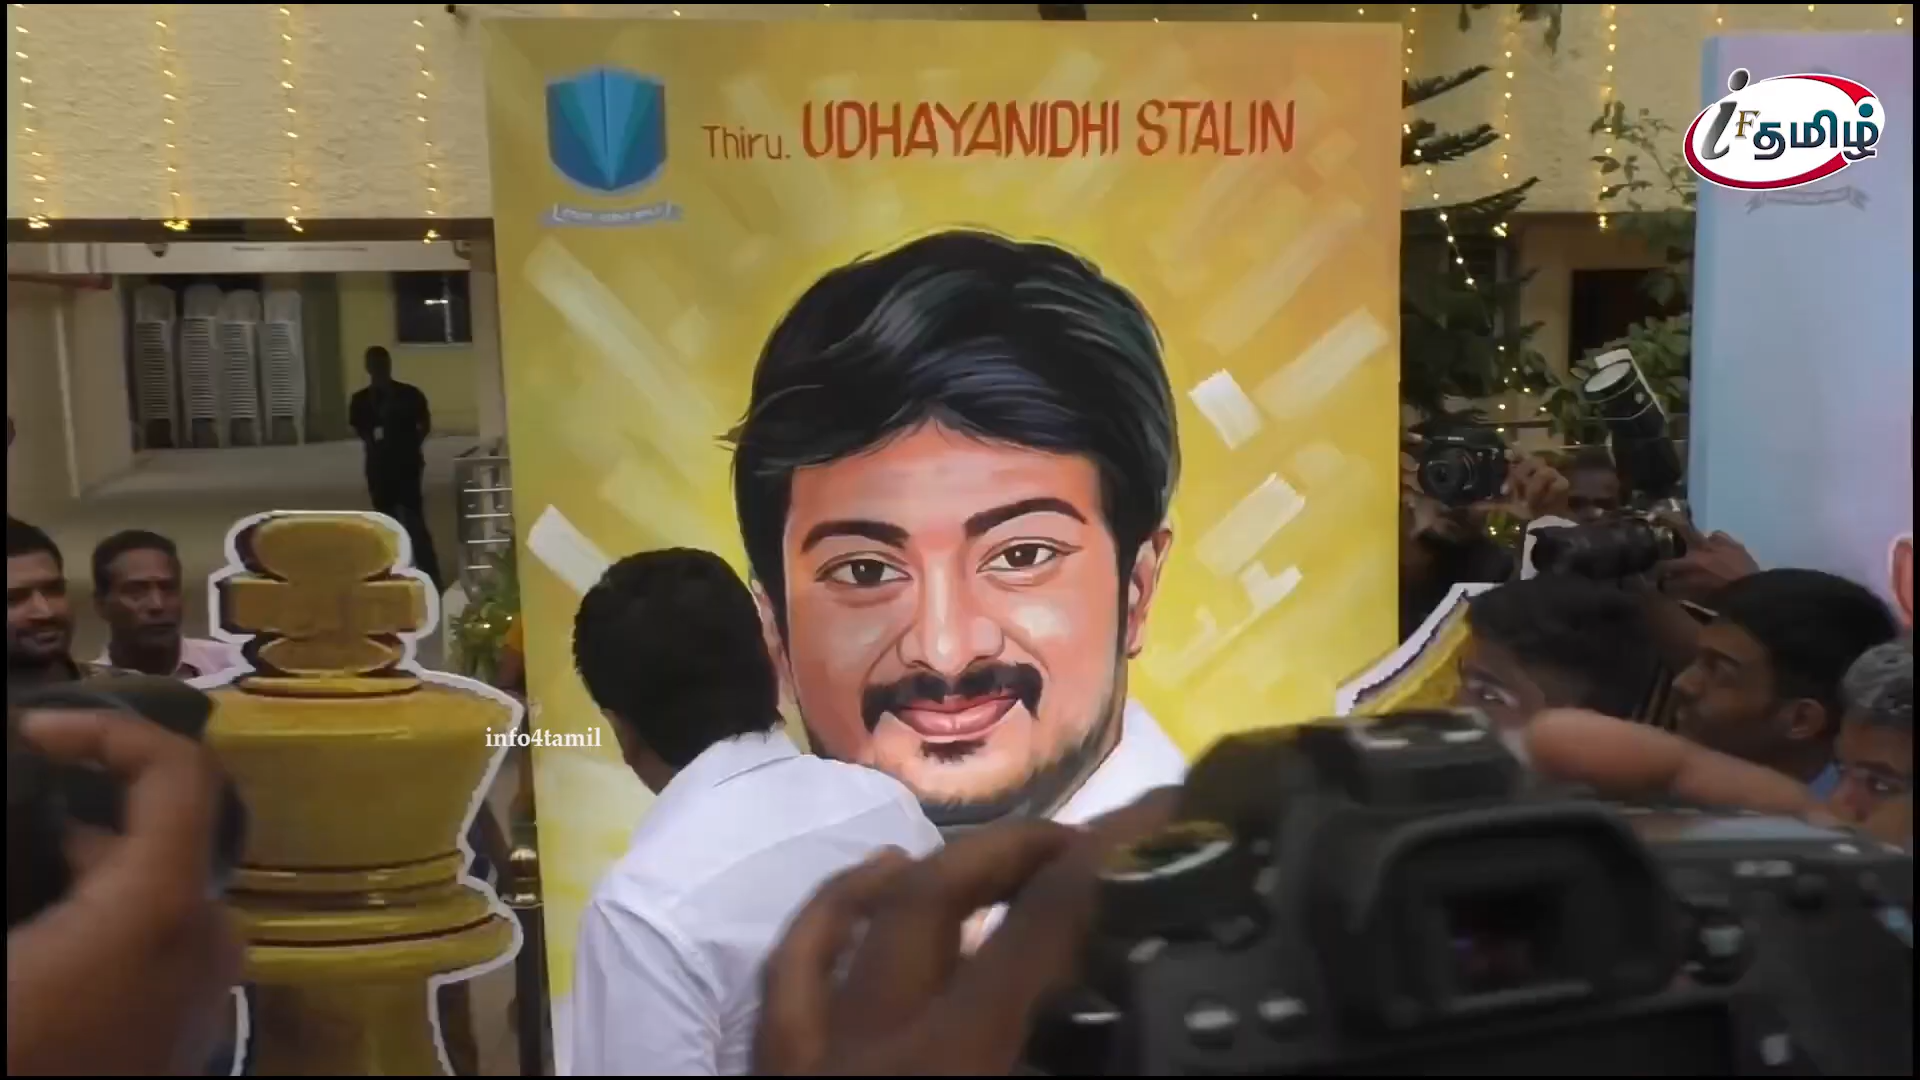 Thiru. UDHAYANIDHI STALIN
iF தமிழ்
info4tamil